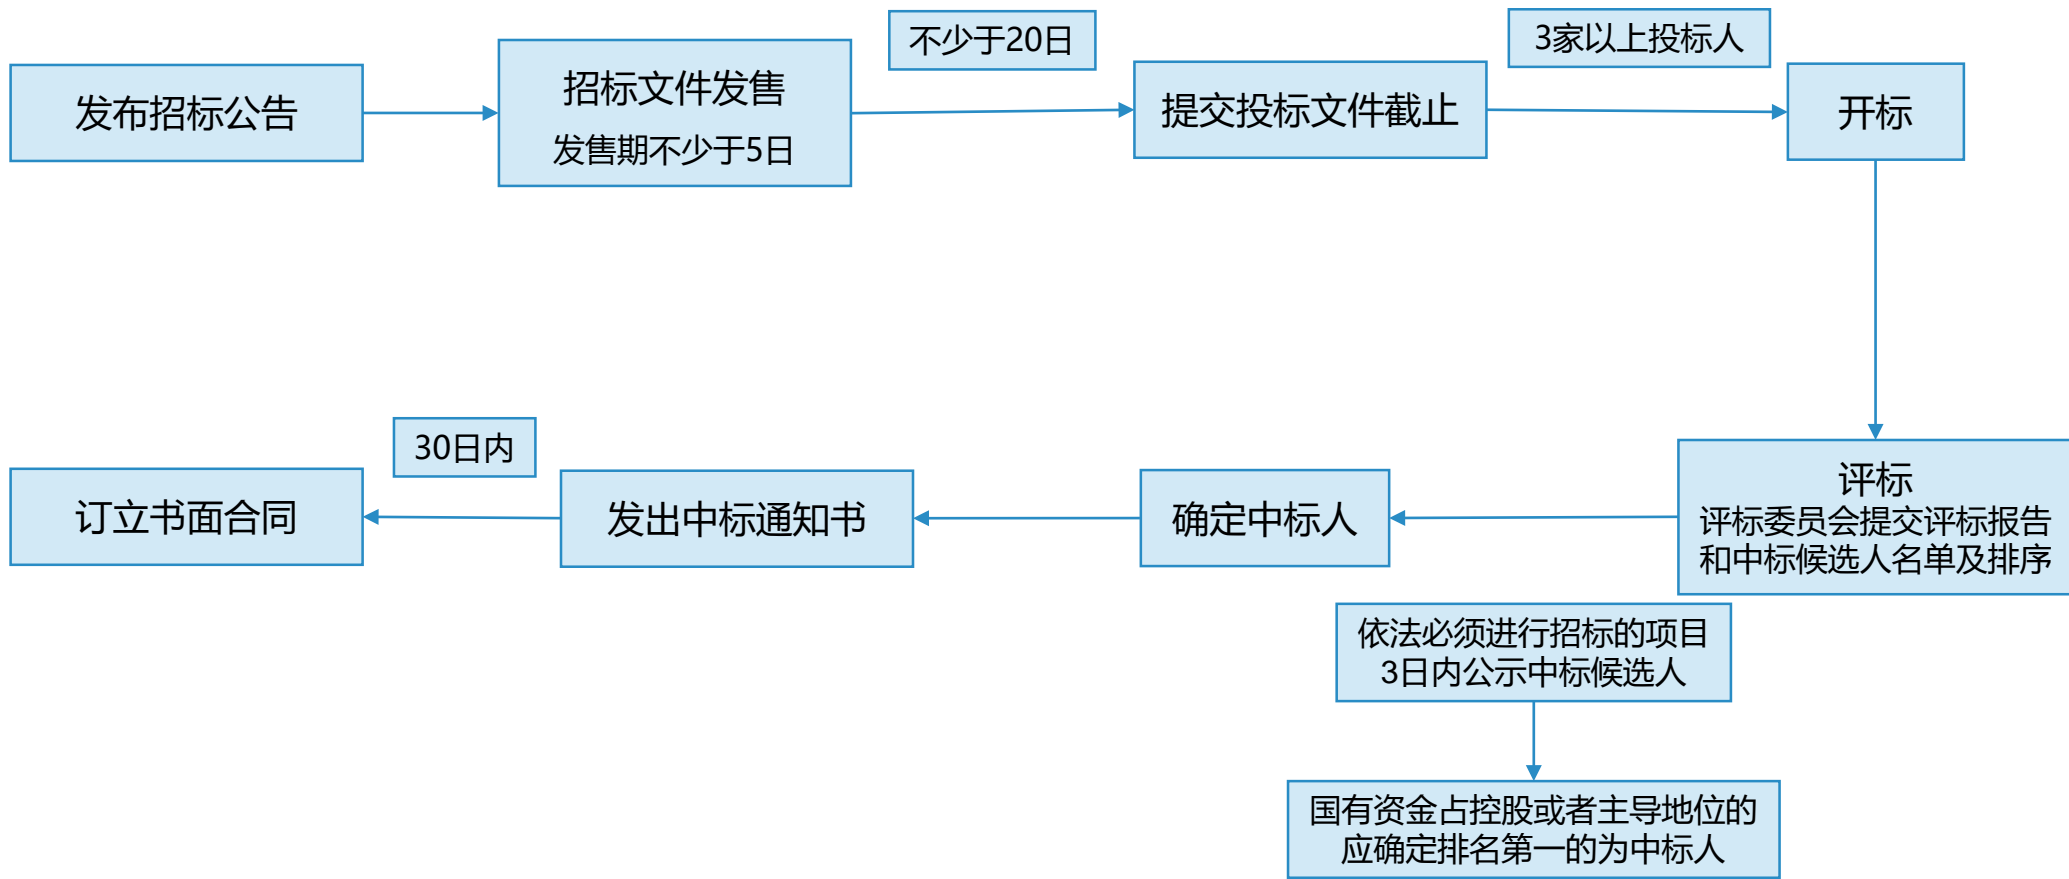 发布招标公告
招标文件发售
发售期不少于5日
不少于20日
提交投标文件截止
3家以上投标人
开标
评标
评标委员会提交评标报告
和中标候选人名单及排序
确定中标人
发出中标通知书
30日内
订立书面合同
依法必须进行招标的项目
3日内公示中标候选人
国有资金占控股或者主导地位的
应确定排名第一的为中标人